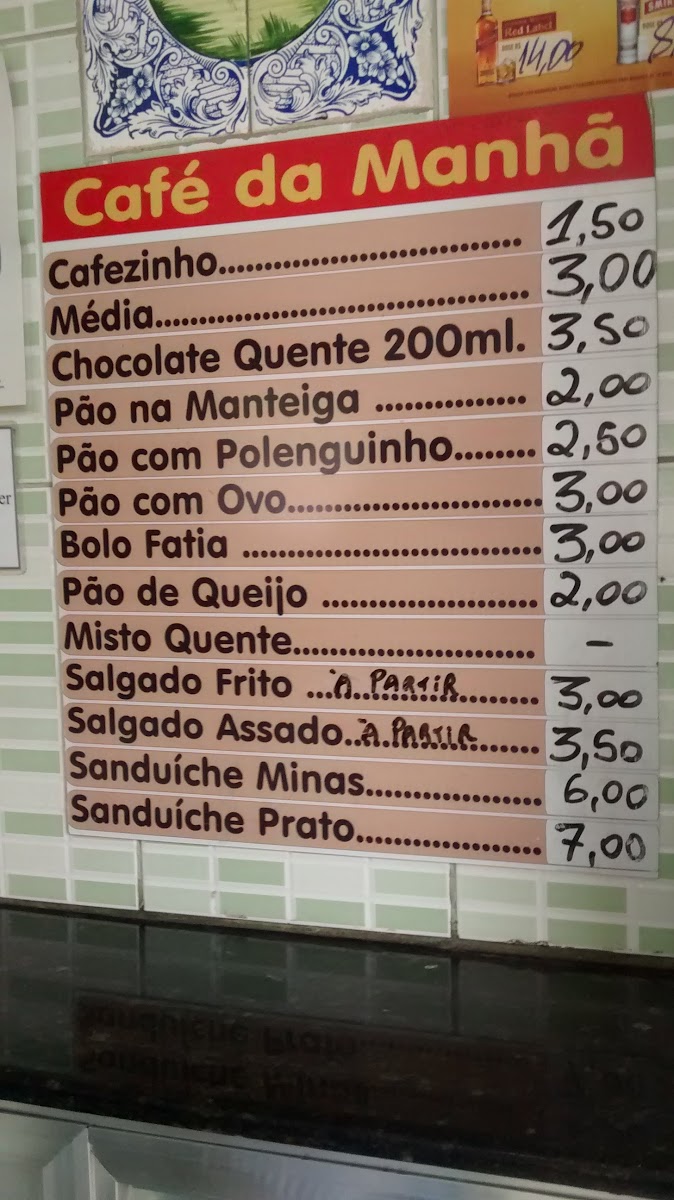 Red Label
14,00
8,
Café da Manhã
Cafezinho.............................. 1,50
Média..................................... 3,00
Chocolate Quente 200ml. 3,50
Pão na Manteiga ............... 2,00
Pão com Polenguinho........ 2,50
Pão com Ovo......................... 3,00
Bolo Fatia ............................. 3,00
Pão de Queijo ..................... 2,00
Misto Quente........................ -
Salgado Frito ...À PARTIR........ 3,00
Salgado Assado..À PARTIR....... 3,50
Sanduíche Minas................. 6,00
Sanduíche Prato.................. 7,00
er